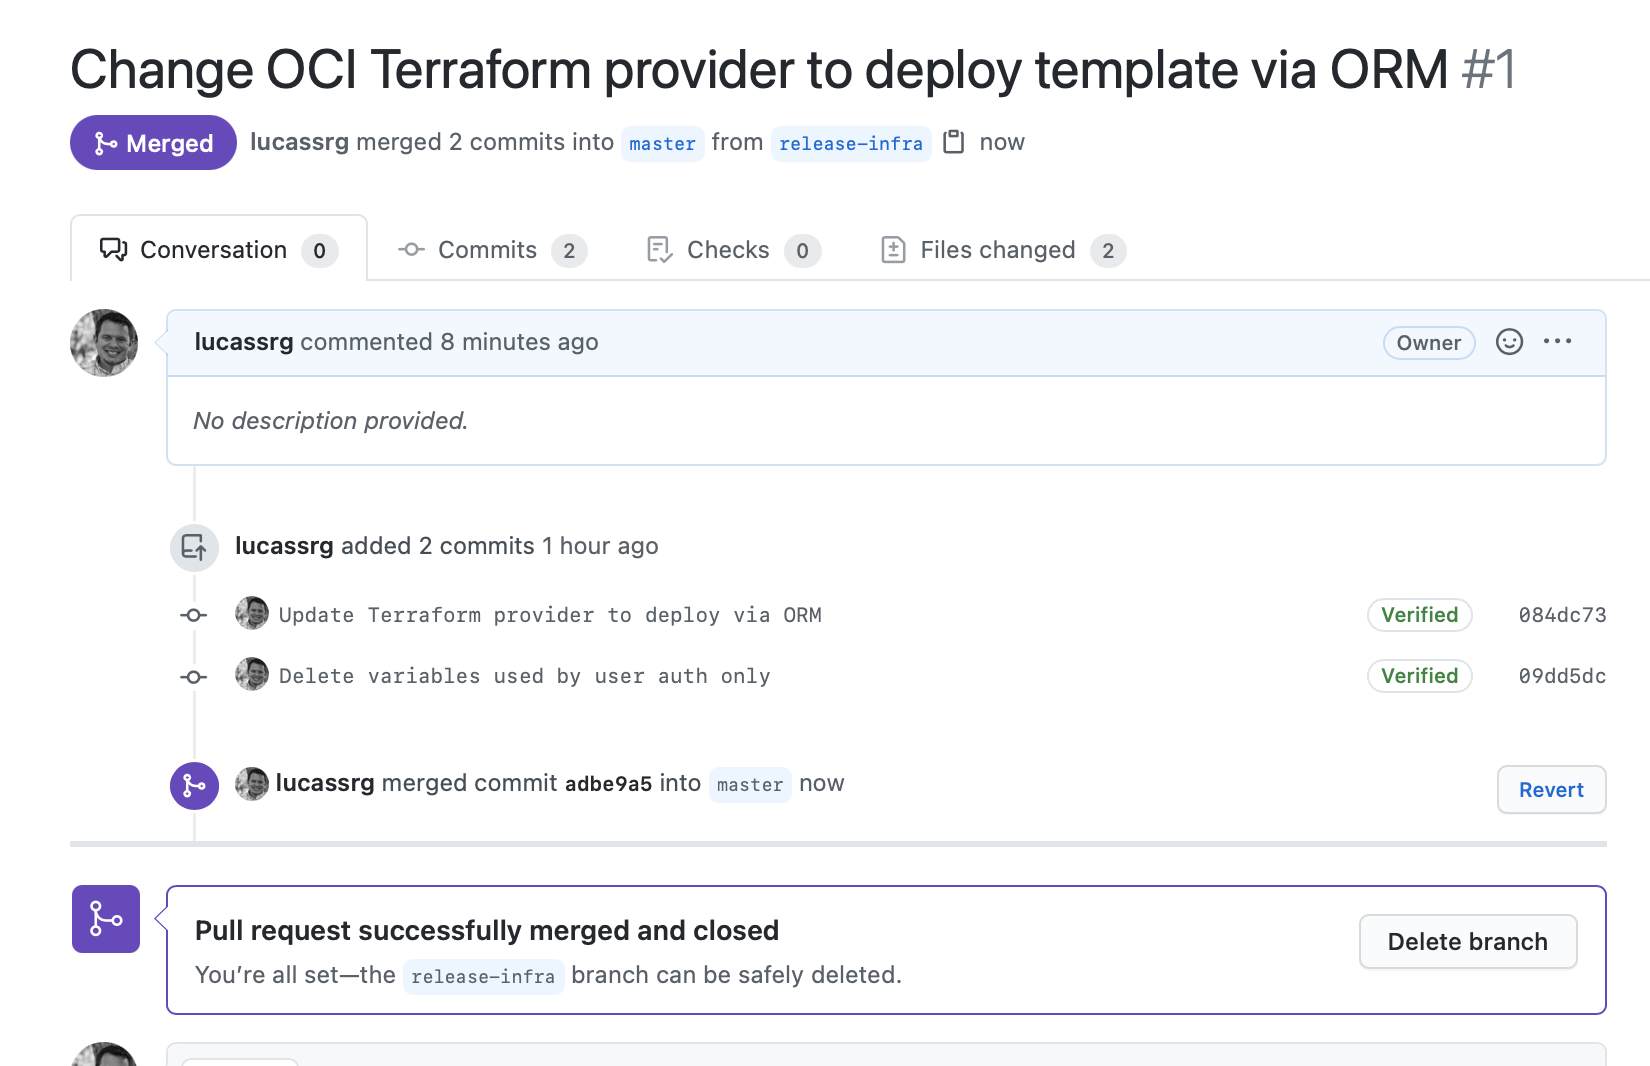 Change OCI Terraform provider to deploy template via ORM #1
Merged lucassrg merged 2 commits into master from release-infra now
Conversation 0 Commits 2 Checks 0 Files changed 2
lucassrg commented 8 minutes ago Owner
No description provided.
lucassrg added 2 commits 1 hour ago
Update Terraform provider to deploy via ORM Verified 084dc73
Delete variables used by user auth only Verified 09dd5dc
lucassrg merged commit adbe9a5 into master now Revert
Pull request successfully merged and closed
You’re all set—the release-infra branch can be safely deleted.
Delete branch